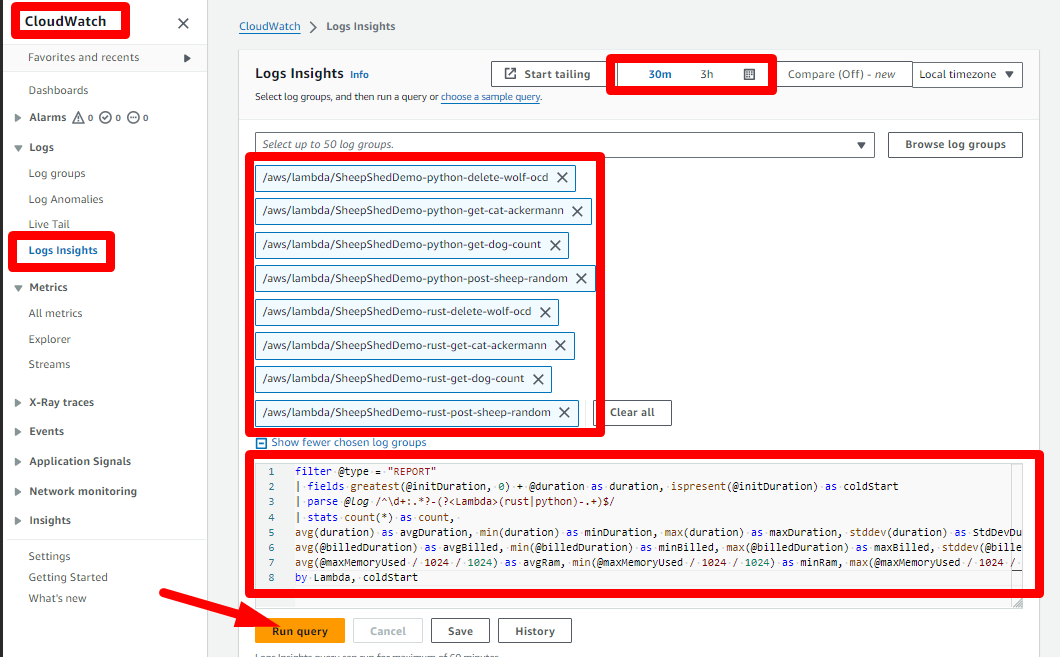 CloudWatch
Favorites and recents
Dashboards
Alarms 0 0 0
Logs
Log groups
Log Anomalies
Live Tail
Logs Insights
Metrics
All metrics
Explorer
Streams
X-Ray traces
Events
Application Signals
Network monitoring
Insights
Settings
Getting Started
What's new
CloudWatch > Logs Insights
Logs Insights Info
Start tailing
30m 3h
Compare (Off) - new
Local timezone
Select log groups, and then run a query or choose a sample query.
Select up to 50 log groups.
Browse log groups
/aws/lambda/SheepShedDemo-python-delete-wolf-ocd
/aws/lambda/SheepShedDemo-python-get-cat-ackermann
/aws/lambda/SheepShedDemo-python-get-dog-count
/aws/lambda/SheepShedDemo-python-post-sheep-random
/aws/lambda/SheepShedDemo-rust-delete-wolf-ocd
/aws/lambda/SheepShedDemo-rust-get-cat-ackermann
/aws/lambda/SheepShedDemo-rust-get-dog-count
/aws/lambda/SheepShedDemo-rust-post-sheep-random
Clear all
Show fewer chosen log groups
1 filter @type = "REPORT"
2 | fields greatest(@initDuration, 0) + @duration as duration, ispresent(@initDuration) as coldStart
3 | parse @log /^\d+:.*?-(?<Lambda>(rust|python)-.+)$/
4 | stats count(*) as count,
5 avg(duration) as avgDuration, min(duration) as minDuration, max(duration) as maxDuration, stddev(duration) as StdDevDu
6 avg(@billedDuration) as avgBilled, min(@billedDuration) as minBilled, max(@billedDuration) as maxBilled, stddev(@bille
7 avg(@maxMemoryUsed / 1024 / 1024) as avgRam, min(@maxMemoryUsed / 1024 / 1024) as minRam, max(@maxMemoryUsed / 1024 /
8 by Lambda, coldStart
Run query
Cancel
Save
History